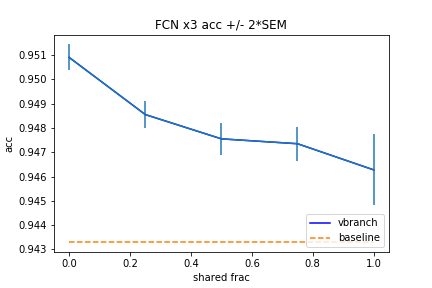 FCN x3 acc +/- 2*SEM
acc
0.951
0.950
0.949
0.948
0.947
0.946
0.945
0.944
0.943
0.0 0.2 0.4 0.6 0.8 1.0
shared frac
vbranch
baseline